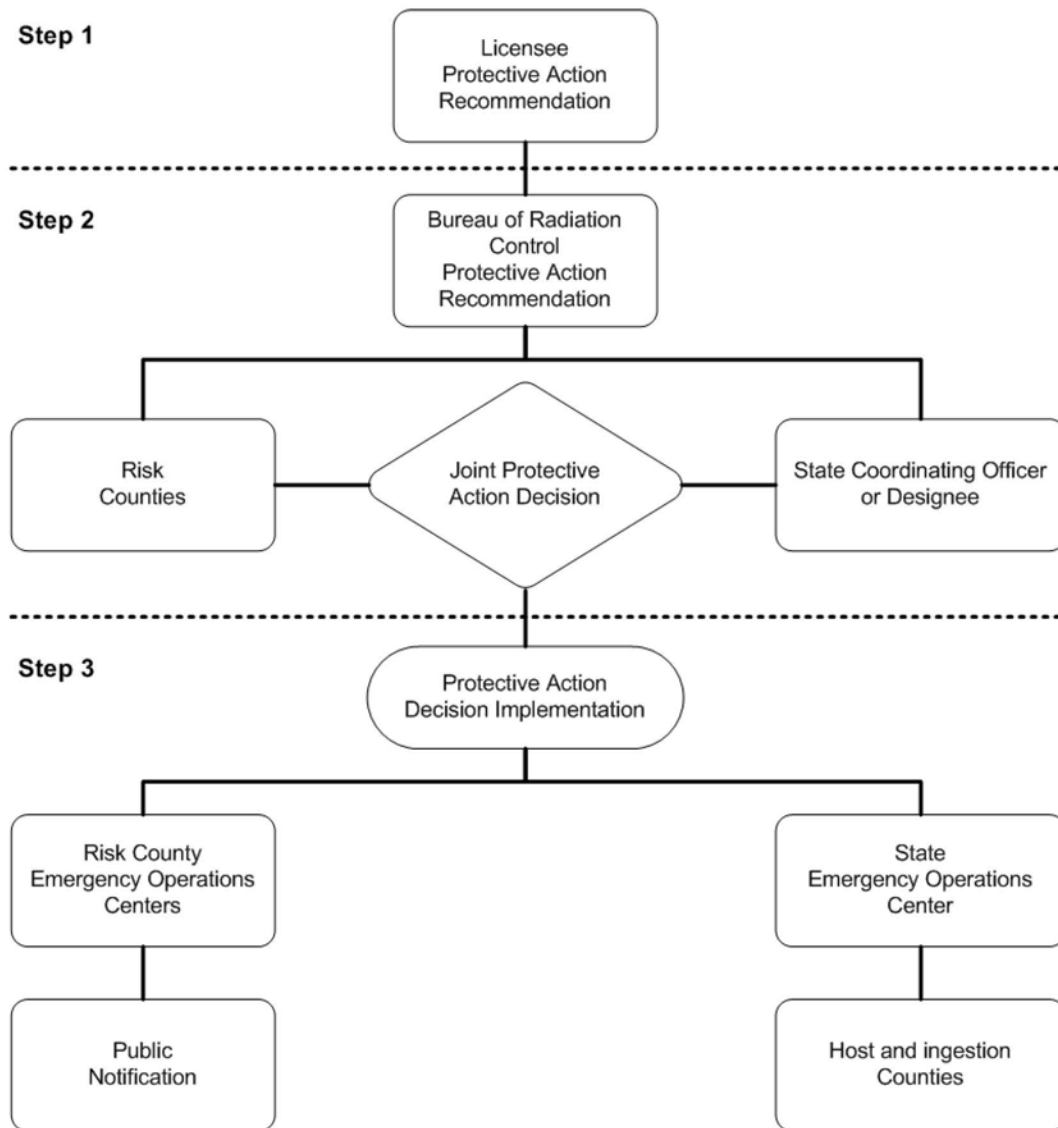 Step 1
Licensee
Protective Action
Recommendation
Step 2
Bureau of Radiation
Control
Protective Action
Recommendation
Risk
Counties
Joint Protective
Action Decision
State Coordinating Officer
or Designee
Step 3
Protective Action
Decision Implementation
Risk County
Emergency Operations
Centers
State
Emergency Operations
Center
Public
Notification
Host and ingestion
Counties